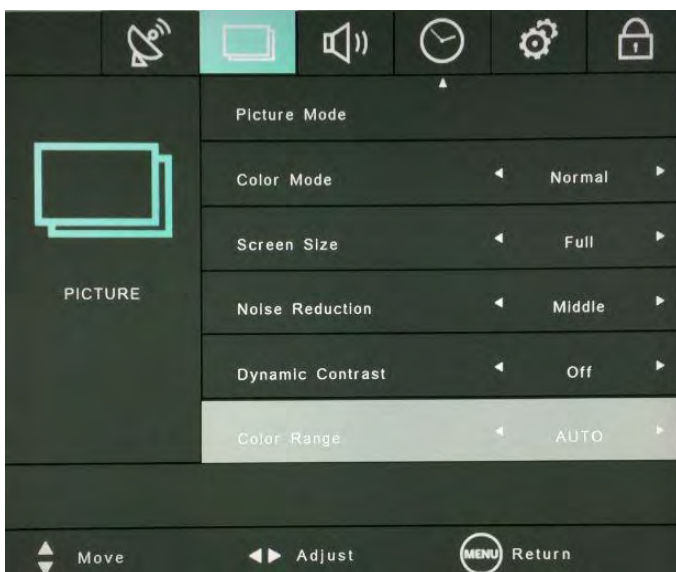 Picture Mode
Color Mode Normal
Screen Size Full
PICTURE
Noise Reduction Middle
Dynamic Contrast Off
Color Range AUTO
Move Adjust MENU Return